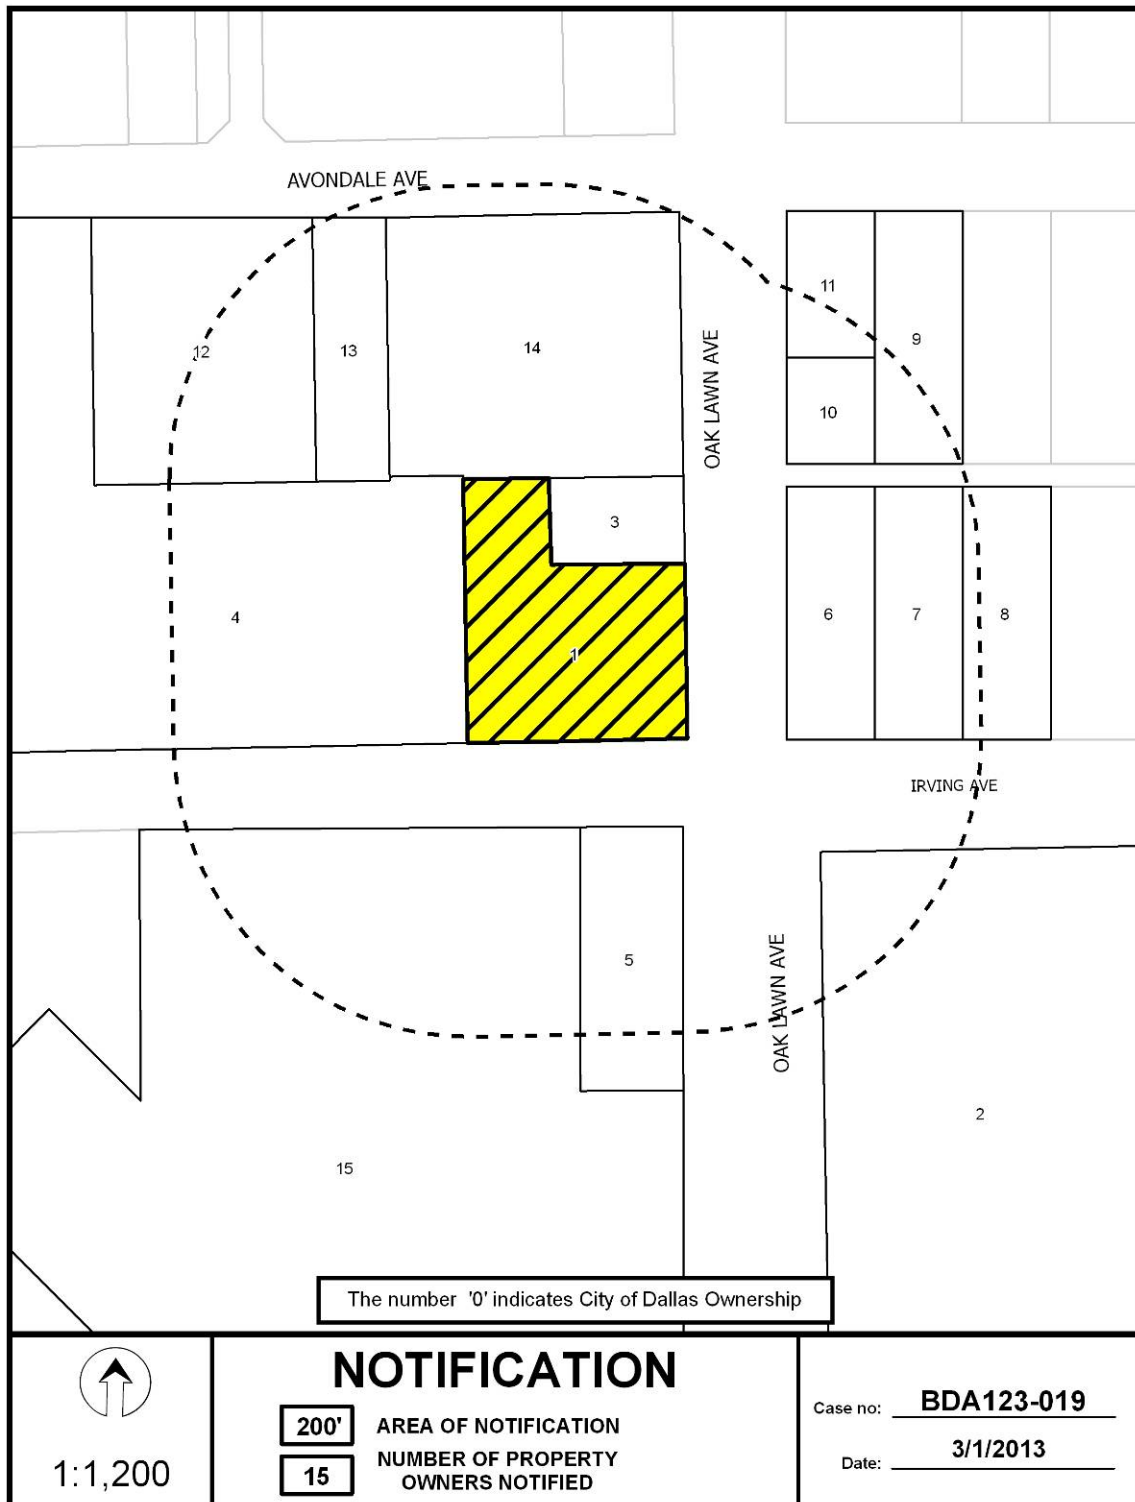 AVONDALE AVE
12
13
14
11
9
10
OAK LAWN AVE
3
4
1
6
7
8
IRVING AVE
5
OAK LAWN AVE
2
15
The number '0' indicates City of Dallas Ownership
1:1,200
NOTIFICATION
200' AREA OF NOTIFICATION
15 NUMBER OF PROPERTY
OWNERS NOTIFIED
Case no: BDA123-019
Date: 3/1/2013